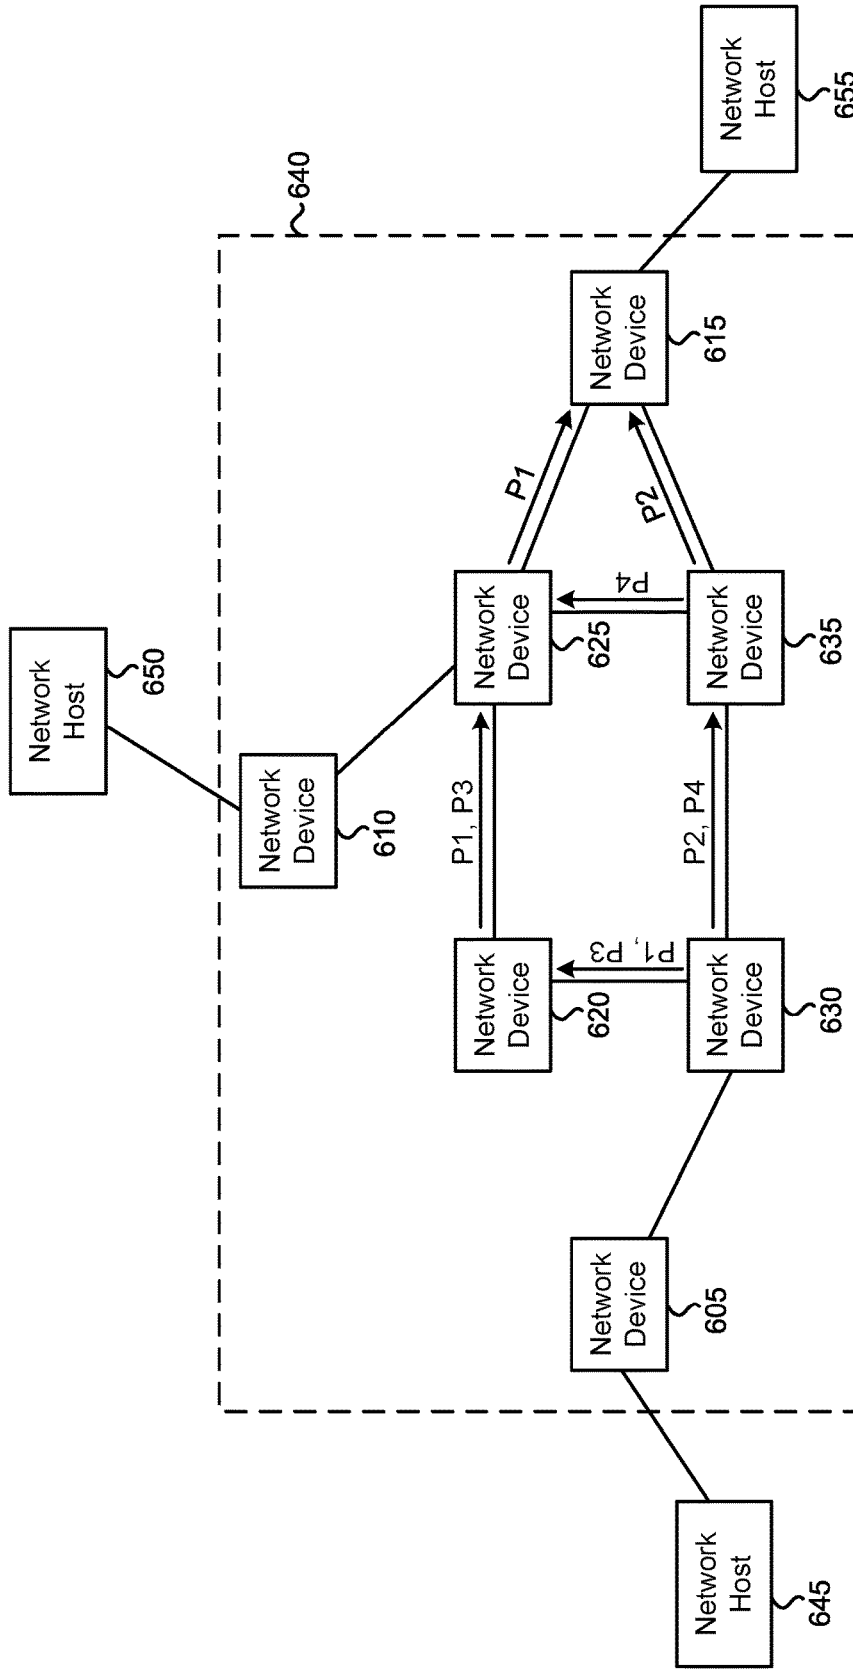 Network
Host
650
640
Network
Device
610
Network
Host
655
Network
Device
620
P1, P3
Network
Device
625
P1
Network
Device
615
Network
Host
645
Network
Device
605
P1, P3
P4
P2
Network
Device
630
P2, P4
Network
Device
635